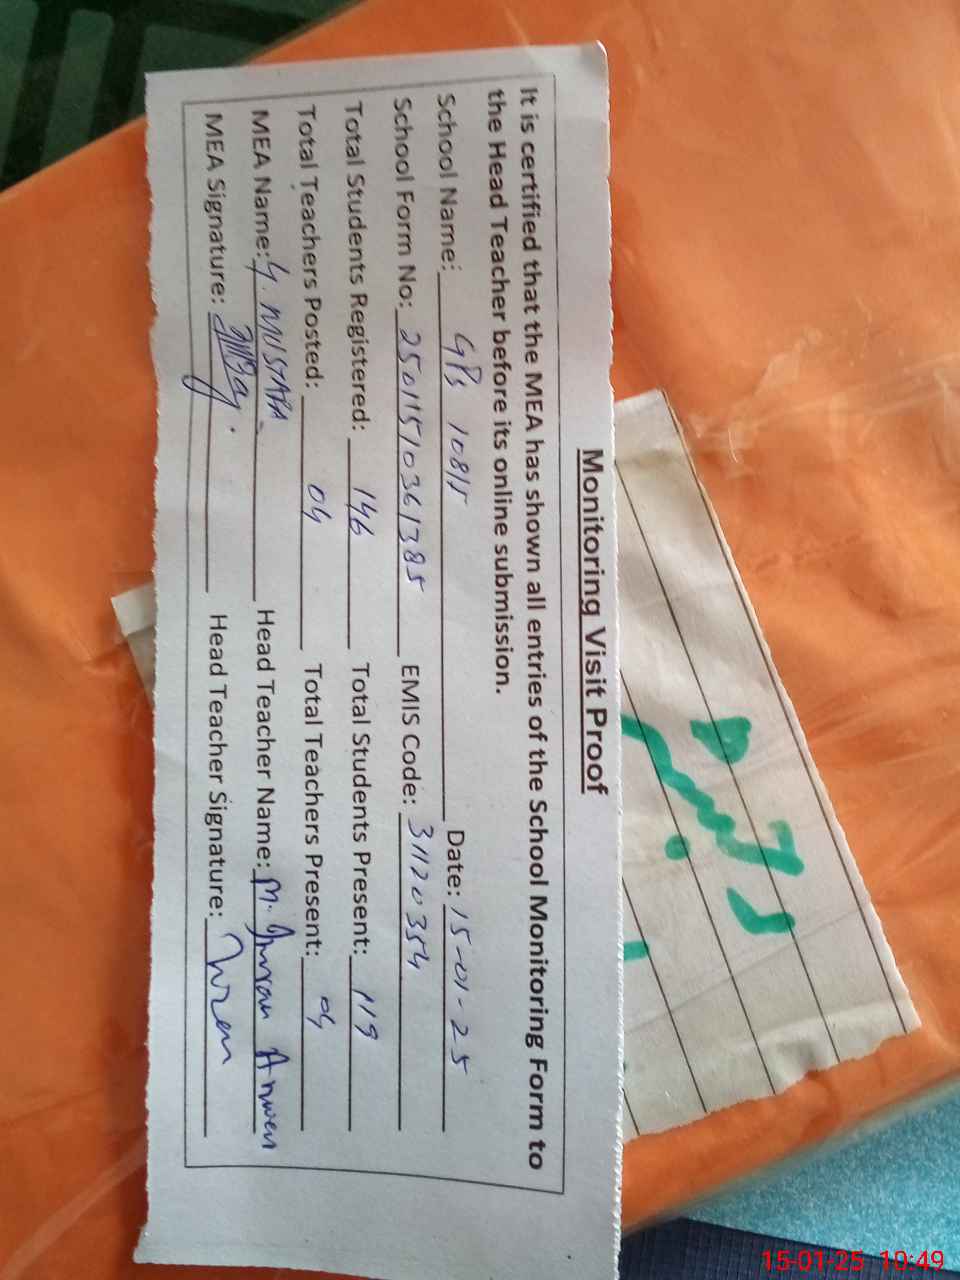 Monitoring Visit Proof
It is certified that the MEA has shown all entries of the School Monitoring Form to
the Head Teacher before its online submission.
School Name: GPS 108/1 Date: 15-01-25
School Form No: 25011510361385 EMIS Code: 31120354
Total Students Registered: 146 Total Students Present: 119
Total Teachers Posted: 04 Total Teachers Present: 04
MEA Name: G. MUSTAFA Head Teacher Name: M. Imran Anwer
MEA Signature: Head Teacher Signature:
15-01-25 10:49